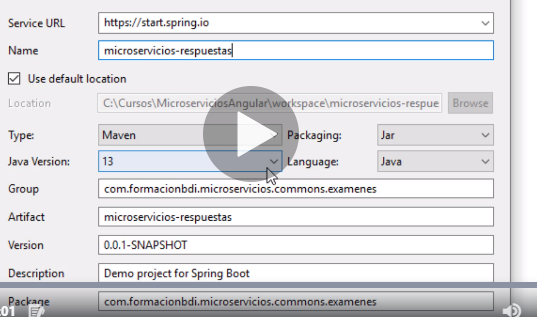 Service URL https://start.spring.io
Name microservicios-respuestas
Use default location
Location C:\Cursos\MicroserviciosAngular\workspace\microservicios-respue Browse
Type: Maven Packaging: Jar
Java Version: 13 Language: Java
Group com.formacionbdi.microservicios.commons.examenes
Artifact microservicios-respuestas
Version 0.0.1-SNAPSHOT
Description Demo project for Spring Boot
Package com.formacionbdi.microservicios.commons.examenes
:01